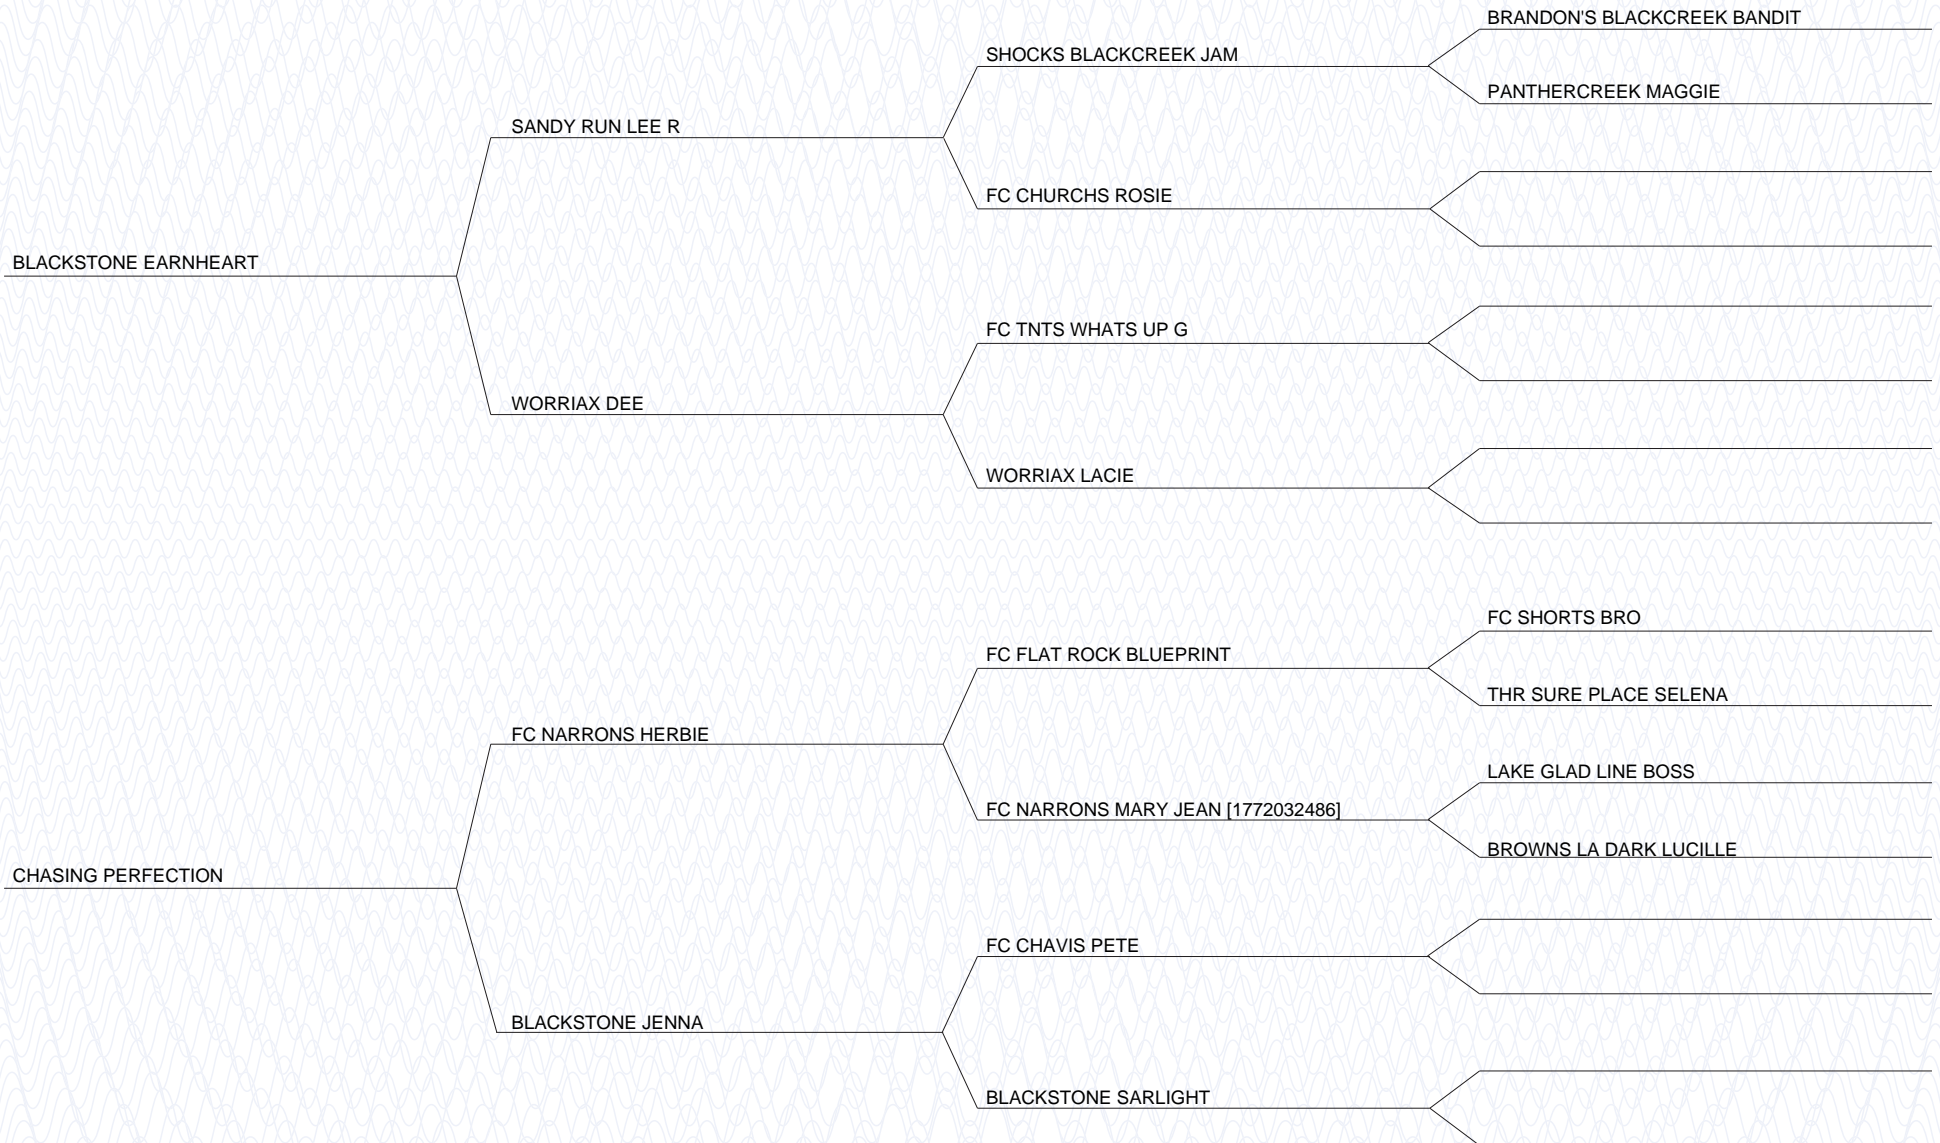 BRANDON'S BLACKCREEK BANDIT
SHOCKS BLACKCREEK JAM
PANTHERCREEK MAGGIE
SANDY RUN LEE R
FC CHURCHS ROSIE
BLACKSTONE EARNHEART
FC TNTS WHATS UP G
WORRIAX DEE
WORRIAX LACIE
FC SHORTS BRO
FC FLAT ROCK BLUEPRINT
THR SURE PLACE SELENA
FC NARRONS HERBIE
LAKE GLAD LINE BOSS
FC NARRONS MARY JEAN [1772032486]
BROWNS LA DARK LUCILLE
CHASING PERFECTION
FC CHAVIS PETE
BLACKSTONE JENNA
BLACKSTONE SARLIGHT